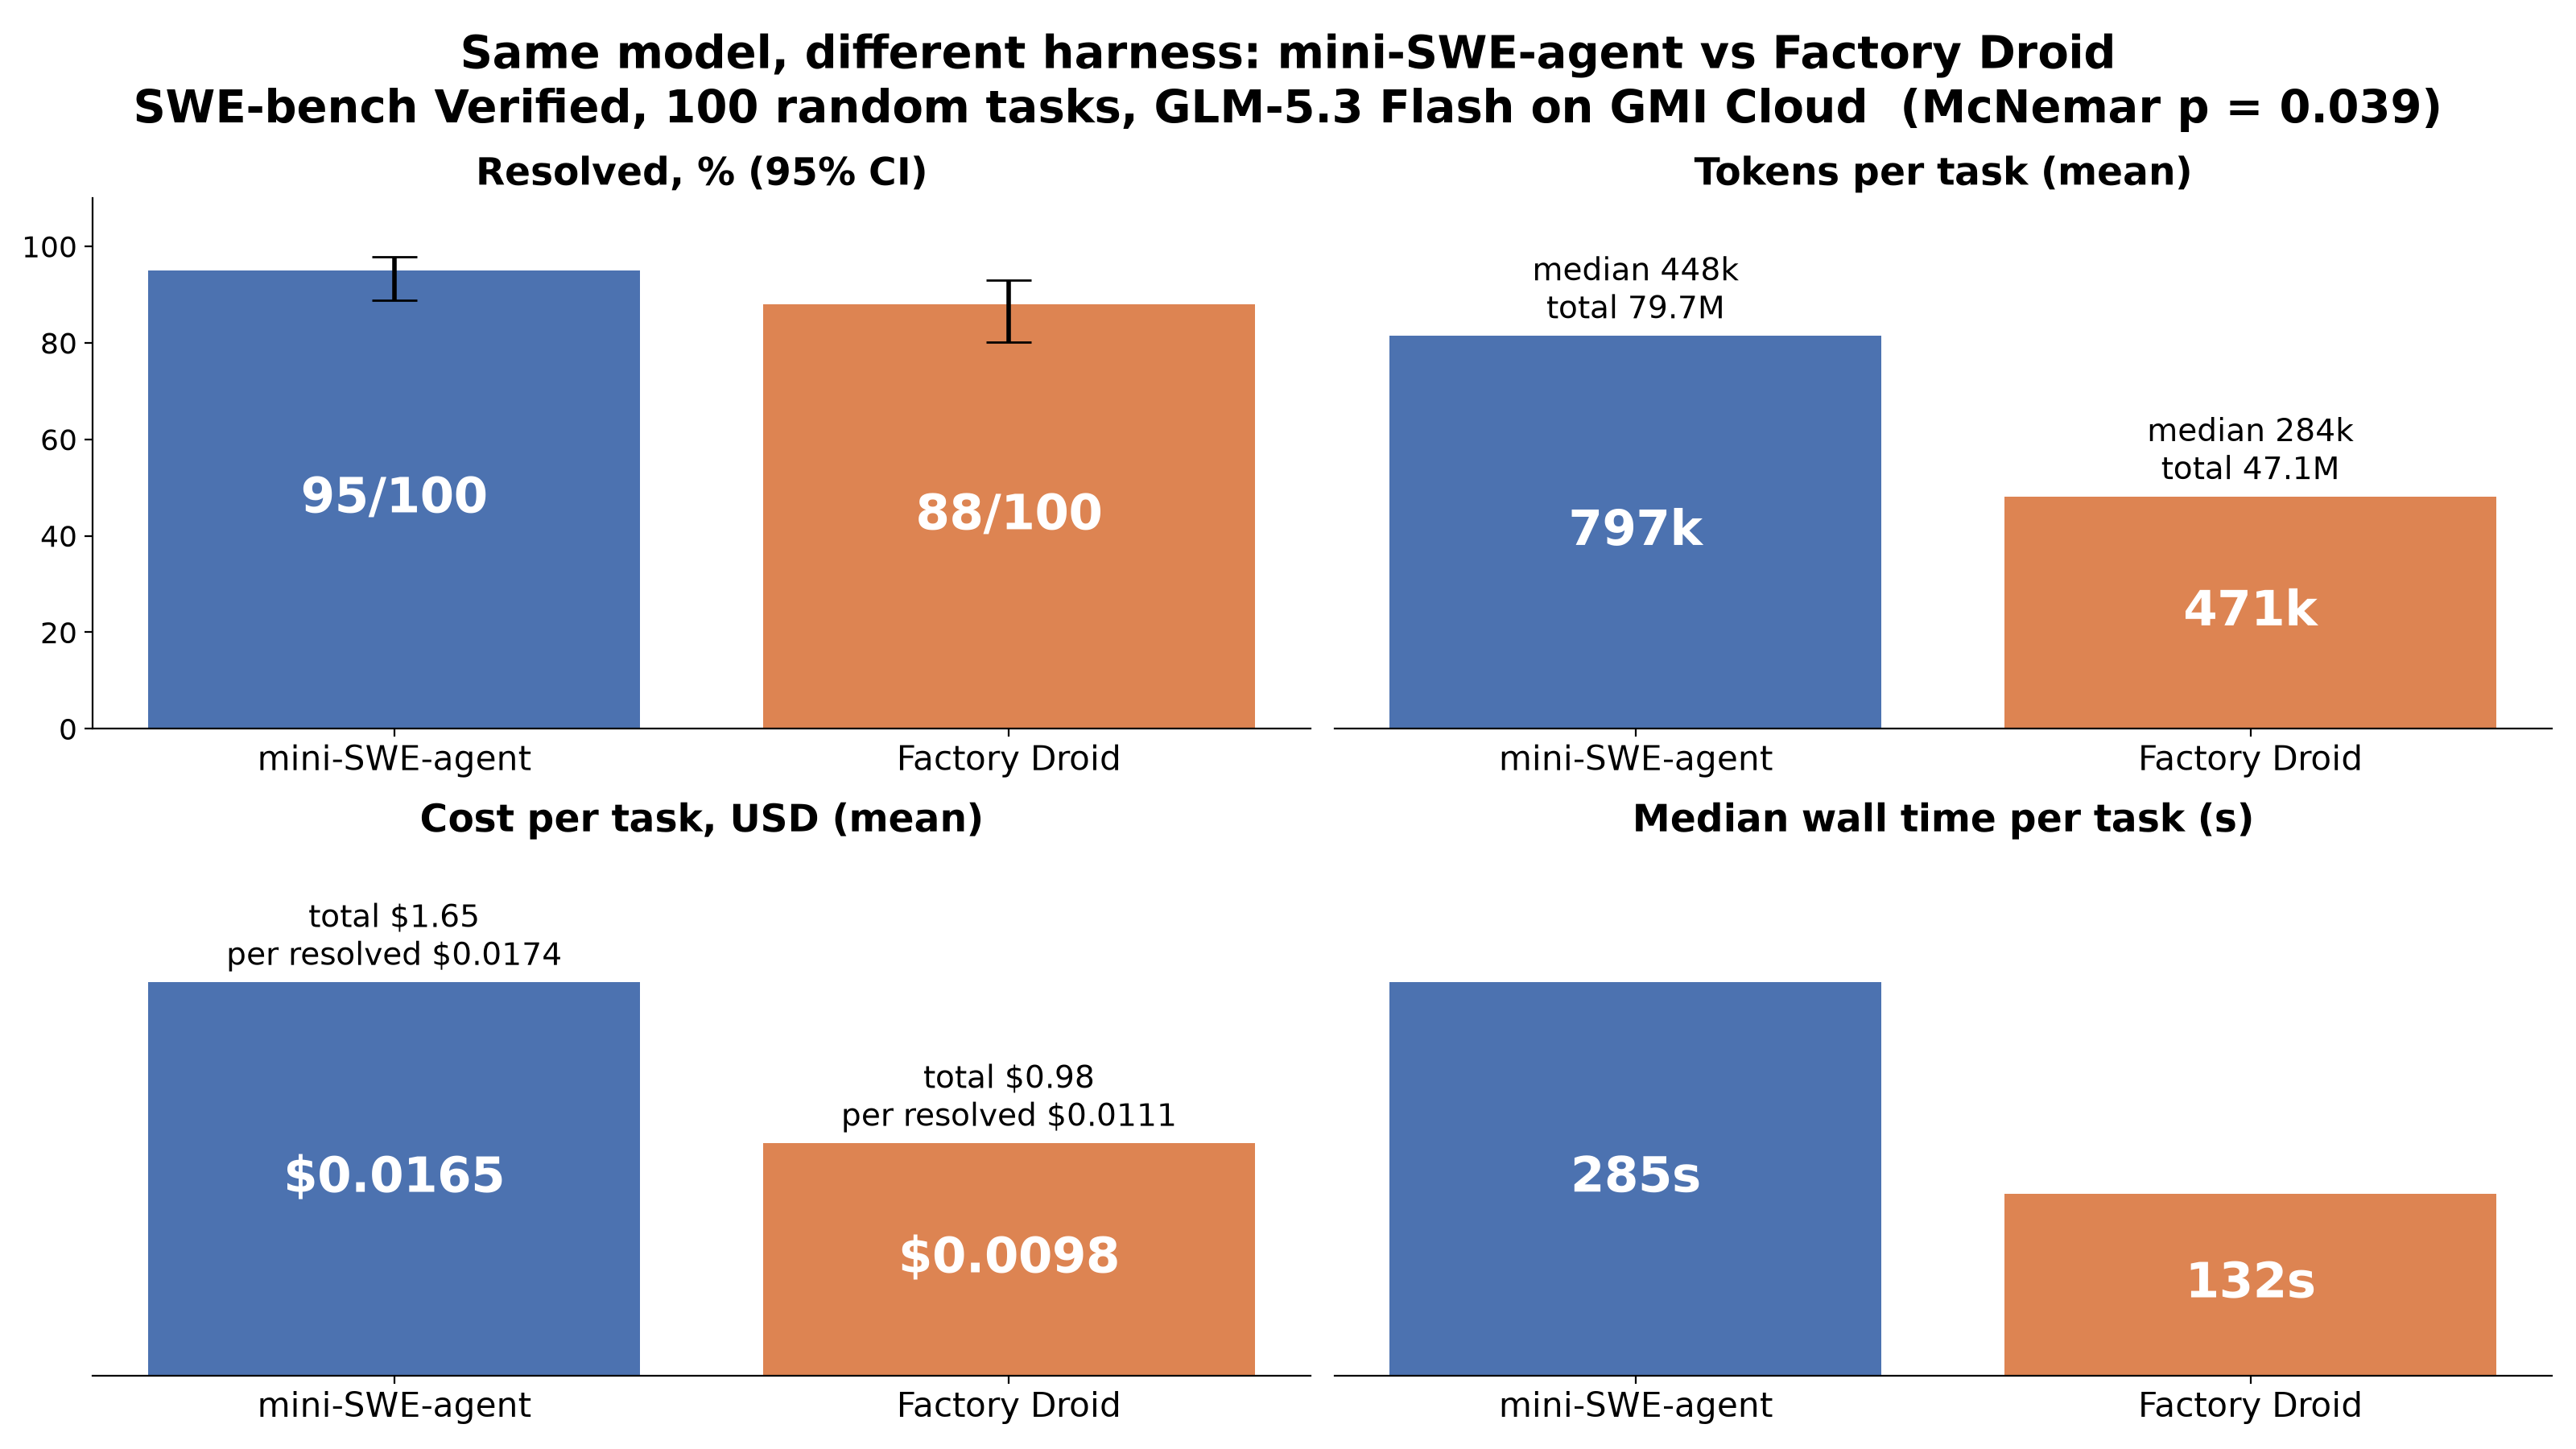 Same model, different harness: mini-SWE-agent vs Factory Droid
SWE-bench Verified, 100 random tasks, GLM-5.3 Flash on GMI Cloud  (McNemar p = 0.039)
Resolved, % (95% CI)
100
80
60
40
20
0
95/100
88/100
mini-SWE-agent
Factory Droid
Tokens per task (mean)
median 448k
total 79.7M
797k
median 284k
total 47.1M
471k
mini-SWE-agent
Factory Droid
Cost per task, USD (mean)
total $1.65
per resolved $0.0174
$0.0165
total $0.98
per resolved $0.0111
$0.0098
mini-SWE-agent
Factory Droid
Median wall time per task (s)
285s
132s
mini-SWE-agent
Factory Droid